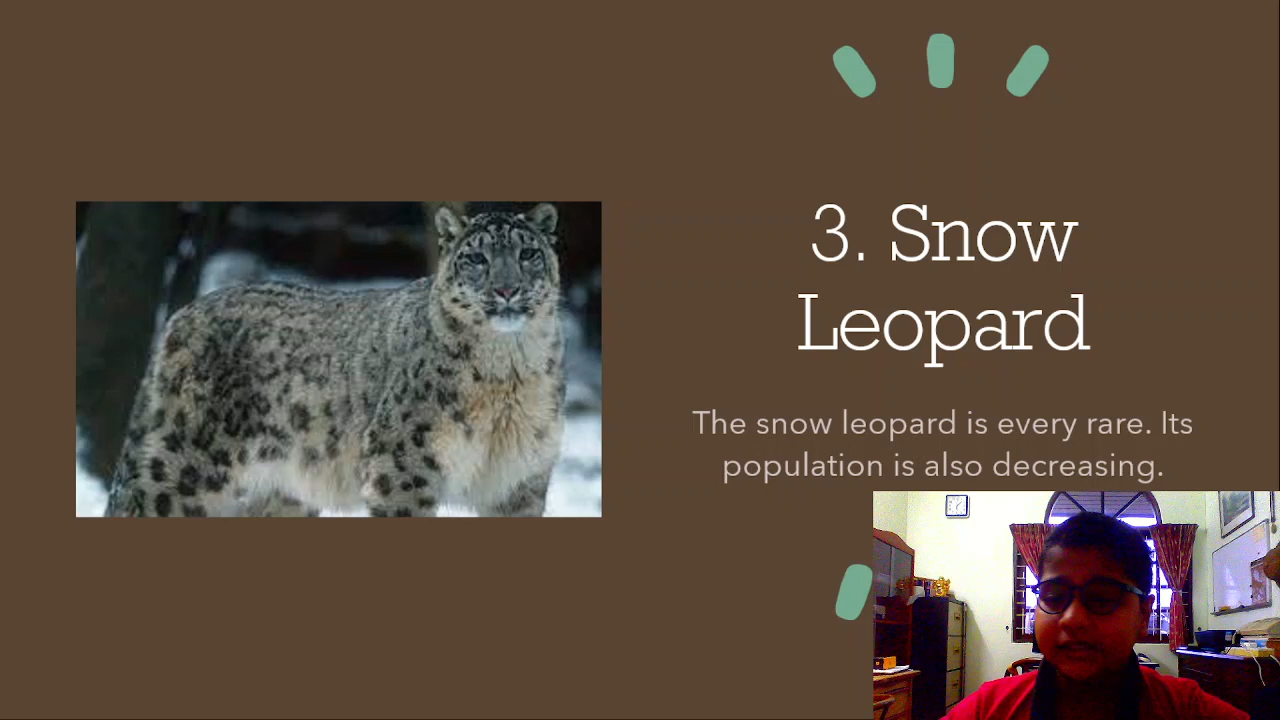 3. Snow
Leopard
The snow leopard is every rare. Its
population is also decreasing.